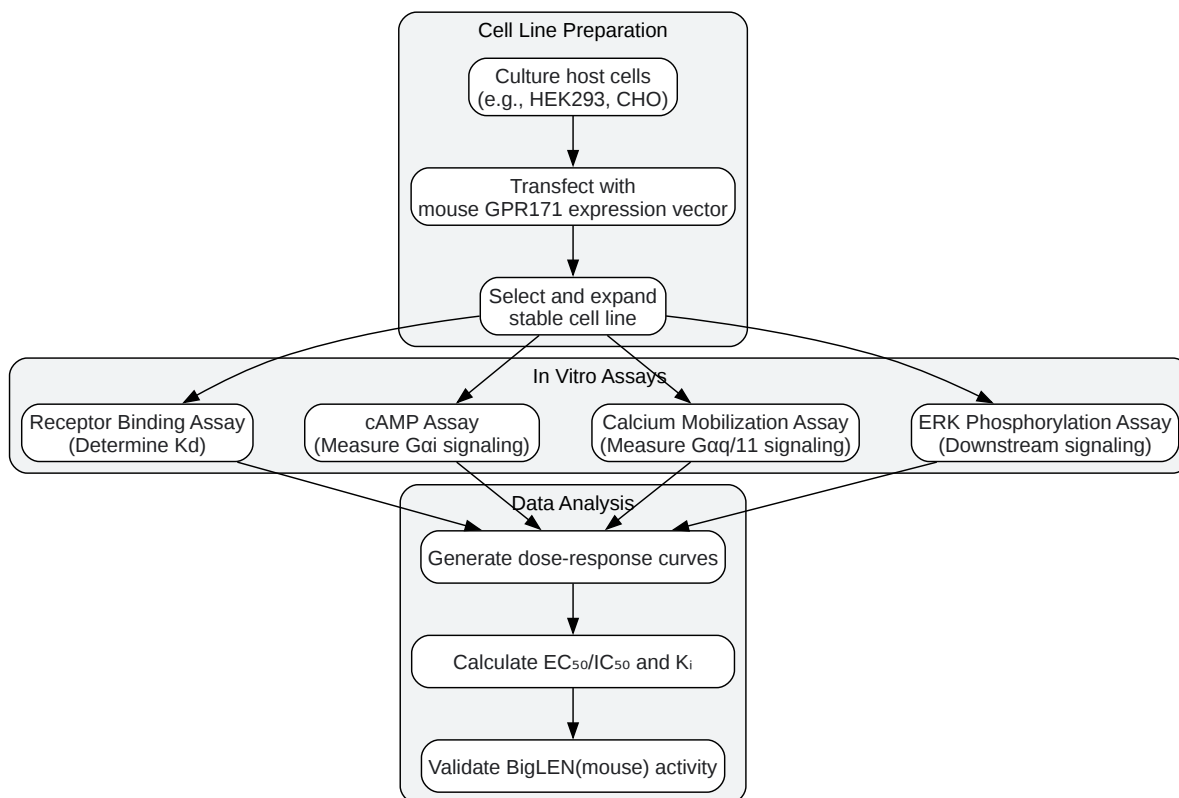 Cell Line Preparation
Culture host cells
(e.g., HEK293, CHO)
Transfect with
mouse GPR171 expression vector
Select and expand
stable cell line
In Vitro Assays
Receptor Binding Assay
(Determine Kd)
cAMP Assay
(Measure Gαi signaling)
Calcium Mobilization Assay
(Measure Gαq/11 signaling)
ERK Phosphorylation Assay
(Downstream signaling)
Data Analysis
Generate dose-response curves
Calculate EC₅₀/IC₅₀ and Kᵢ
Validate BigLEN(mouse) activity